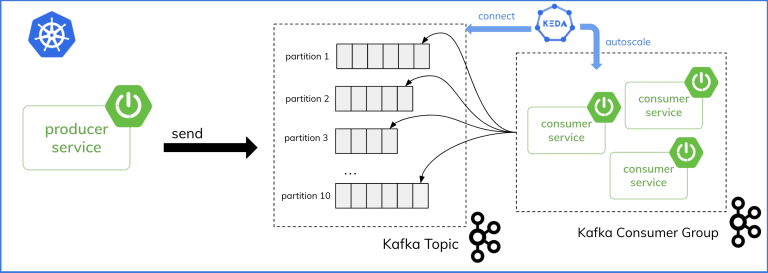 connect
KEDA
autoscale
partition 1
partition 2
partition 3
...
partition 10
producer
service
send
consumer
service
consumer
service
consumer
service
Kafka Topic
Kafka Consumer Group